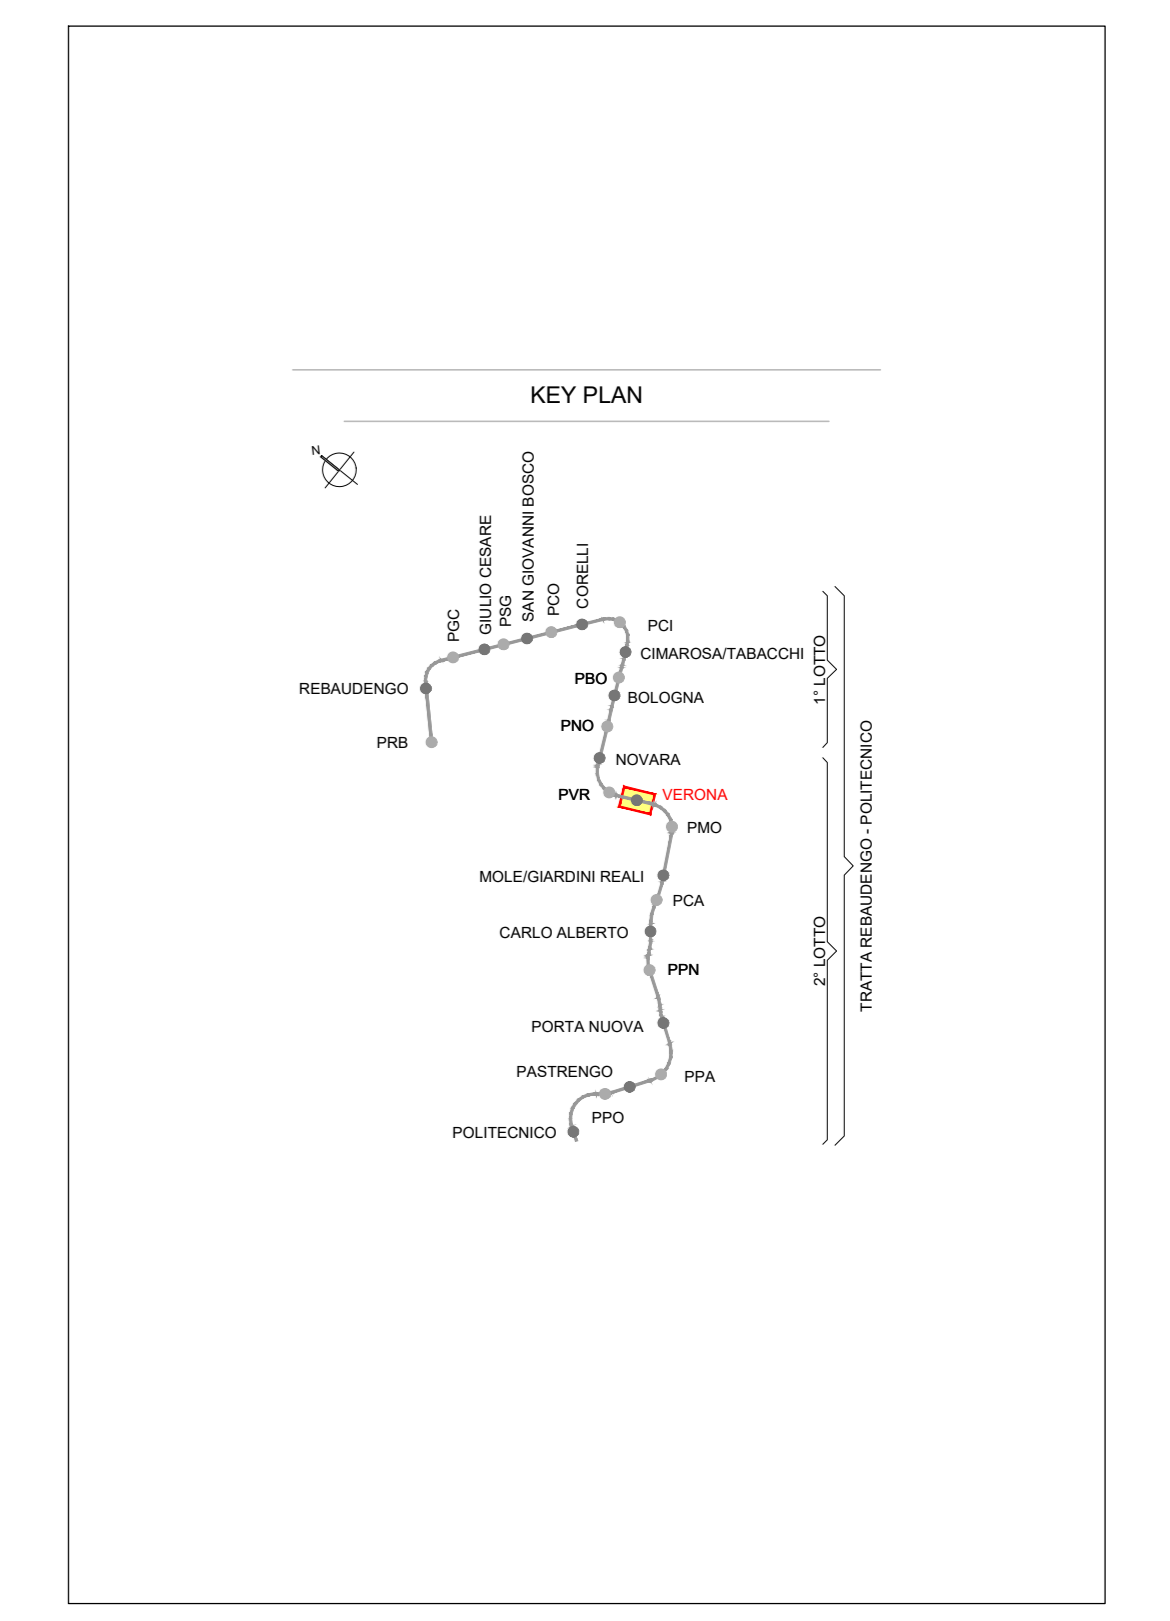 KEY PLAN
N
SAN GIOVANNI BOSCO
GIULIO CESARE
CORELLI
PCO
PSG
PGC
PCI
CIMAROSA/TABACCHI
PBO
REBAUDENGO
BOLOGNA
PNO
PRB
NOVARA
PVR
VERONA
PMO
MOLE/GIARDINI REALI
PCA
CARLO ALBERTO
PPN
PORTA NUOVA
PASTRENGO
PPA
PPO
POLITECNICO
1° LOTTO
2° LOTTO
TRATTA REBAUDENGO - POLITECNICO